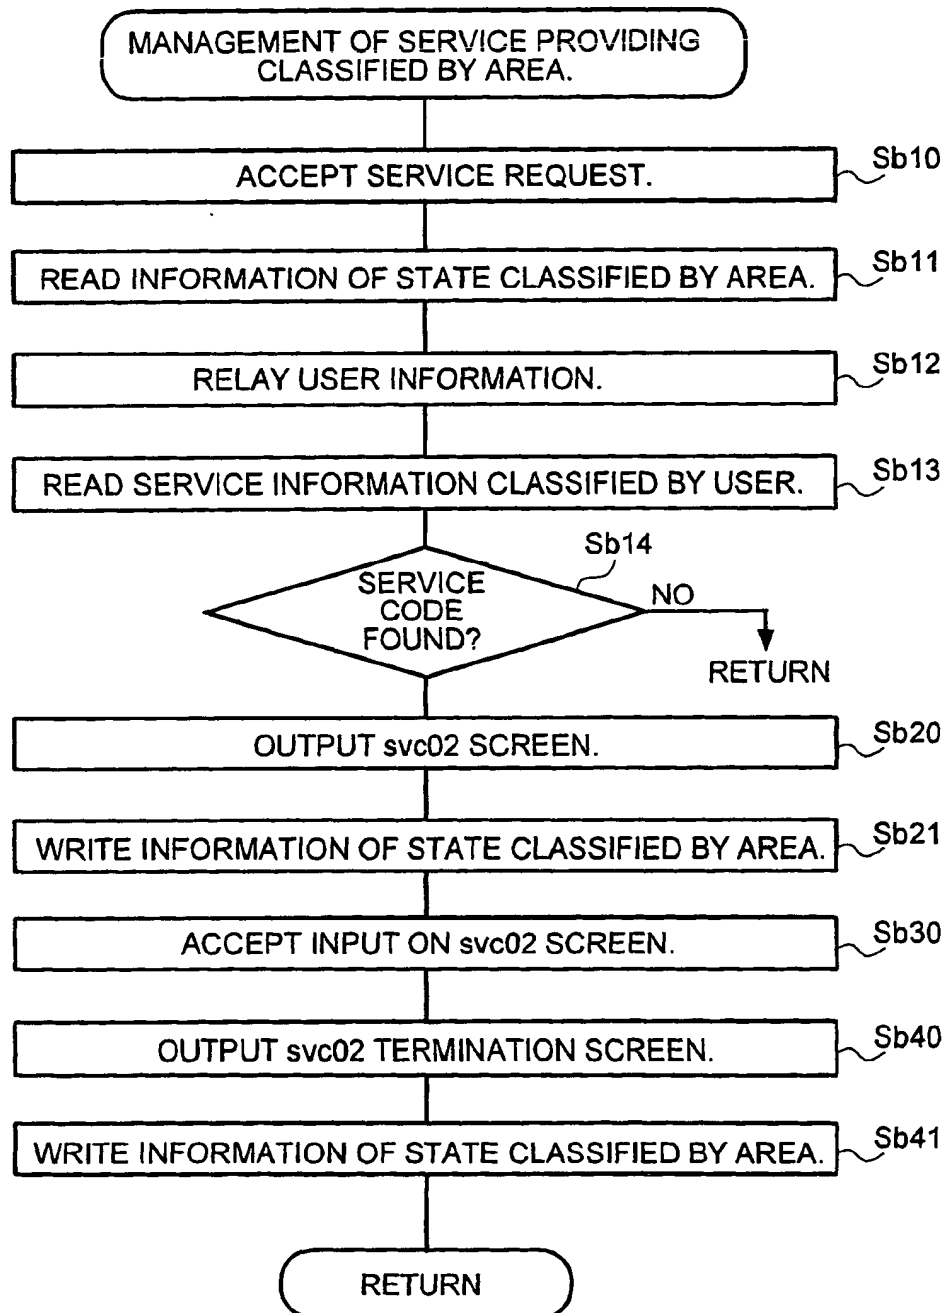 MANAGEMENT OF SERVICE PROVIDING
CLASSIFIED BY AREA.
ACCEPT SERVICE REQUEST.
Sb10
READ INFORMATION OF STATE CLASSIFIED BY AREA.
Sb11
RELAY USER INFORMATION.
Sb12
READ SERVICE INFORMATION CLASSIFIED BY USER.
Sb13
Sb14
SERVICE
CODE
FOUND?
NO
RETURN
OUTPUT svc02 SCREEN.
Sb20
WRITE INFORMATION OF STATE CLASSIFIED BY AREA.
Sb21
ACCEPT INPUT ON svc02 SCREEN.
Sb30
OUTPUT svc02 TERMINATION SCREEN.
Sb40
WRITE INFORMATION OF STATE CLASSIFIED BY AREA.
Sb41
RETURN